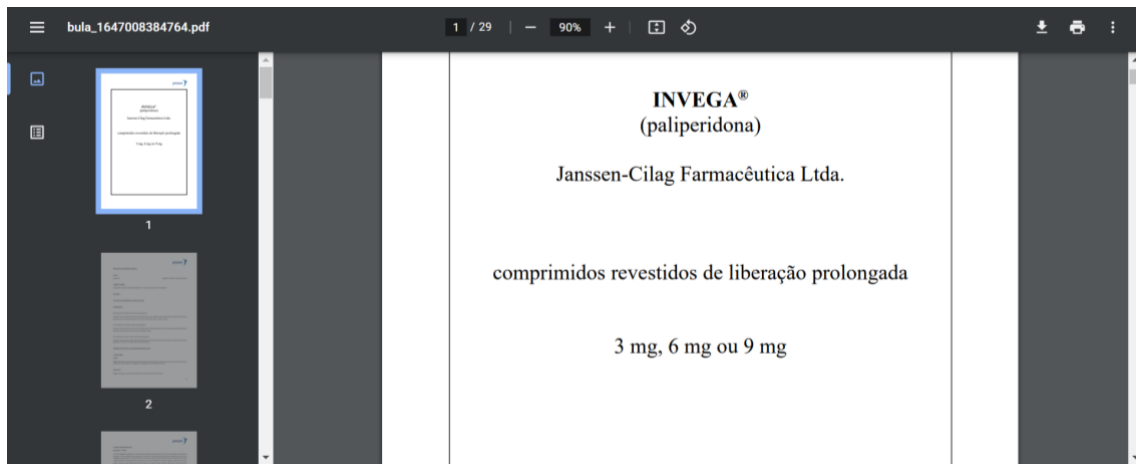 bula_1647008384764.pdf
1 / 29
90%
1
2
INVEGA®
(paliperidona)
Janssen-Cilag Farmacêutica Ltda.
comprimidos revestidos de liberação prolongada
3 mg, 6 mg ou 9 mg